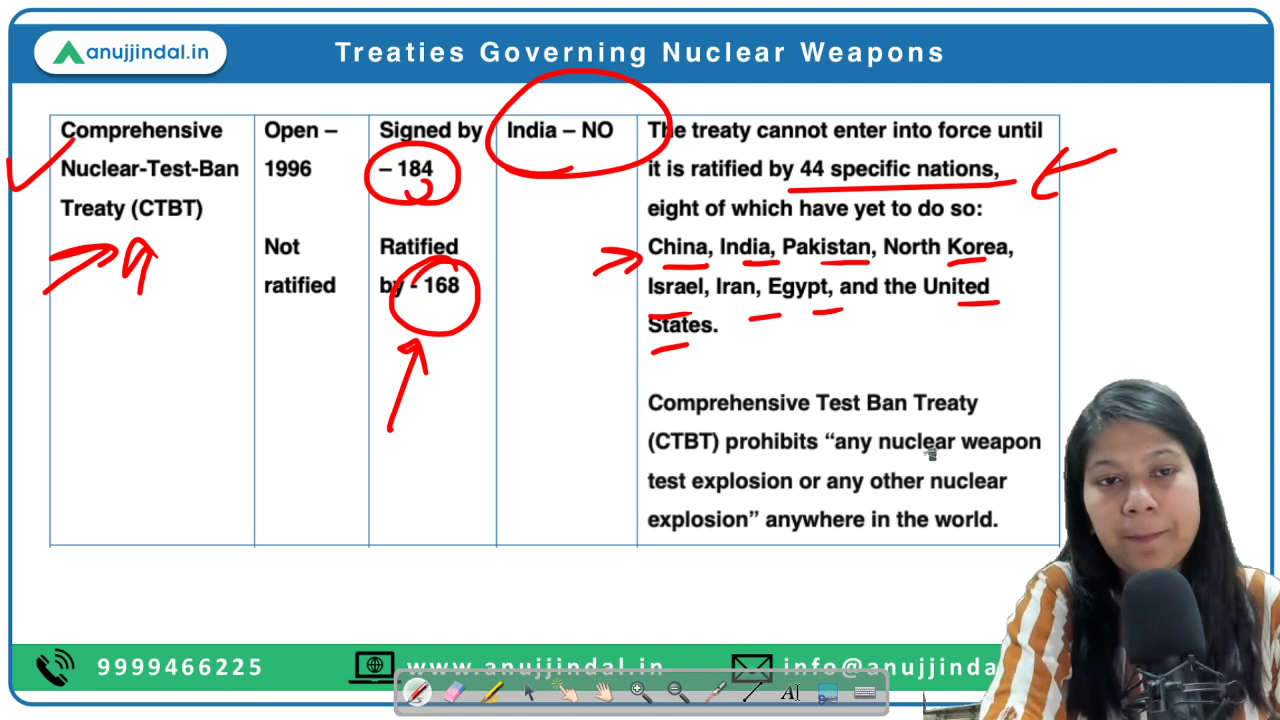 anujjindal.in
Treaties Governing Nuclear Weapons
Comprehensive
Nuclear-Test-Ban
Treaty (CTBT)
Open –
1996
Not
ratified
Signed by
– 184
Ratified
by - 168
India – NO
The treaty cannot enter into force until
it is ratified by 44 specific nations,
eight of which have yet to do so:
China, India, Pakistan, North Korea,
Israel, Iran, Egypt, and the United
States.
Comprehensive Test Ban Treaty
(CTBT) prohibits “any nuclear weapon
test explosion or any other nuclear
explosion” anywhere in the world.
9999466225
www.anujjindal.in
info@anujjinda
AI